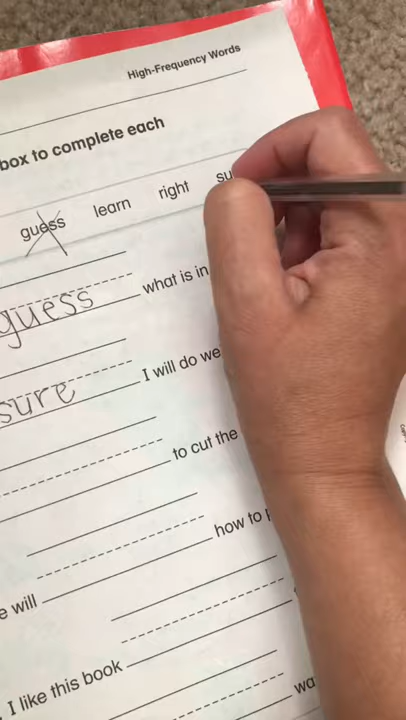 High-Frequency Words
box to complete each
guess learn right su
guess what is in
sure I will do we
to cut the
how to
e will
I like this book
wa